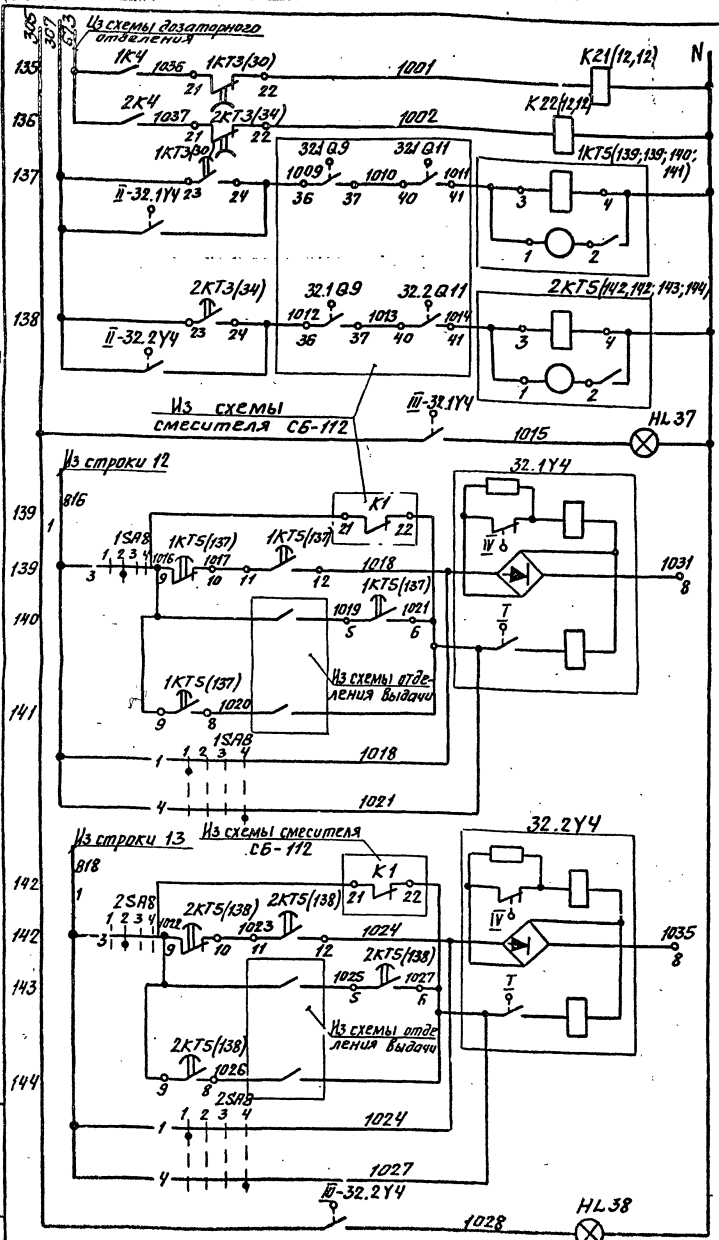 305
307
673
Из схемы дозаторного
отделения
N
135
1К4
1036
1КТ3/30)
21
22
1001
К21(12,12)
136
2К4
1037
2КТ3/34)
21
22
1002
К22(12,12)
137
1КТ3/30
23
24
II-32.1У4
1009
32.1Q.9
1010
32.1Q.11
1011
36
37
40
41
1КТ5(139;139;140;
141)
3
4
1
2
138
2КТ3/34)
23
24
II-32.2У4
1012
32.1Q.9
1013
32.2Q.11
1014
36
37
40
41
2КТ5(142,142;143;144)
3
4
1
2
Из схемы
смесителя СБ-112
III-32.1У4
1015
HL37
Из строки 12
816
1
139
К1
21
22
32.1У4
IV
139
3
1SA8
1 2 3 4
1016
1КТ5(137)
1017
1КТ5(137)
9
10
11
12
1018
1031
8
140
1019
1КТ5(137)
1021
5
6
Т
Из схемы отде-
ления выдачи
141
1КТ5(137)
9
8
1020
1SA8
1
1 2 3 4
1018
4
1021
Из строки 13
Из схемы смесителя
СБ-112
818
1
142
К1
21
22
32.2У4
IV
142
3
2SA8
1 2 3 4
1022
2КТ5(138)
1023
2КТ5(138)
9
10
11
12
1024
1035
8
143
1025
2КТ5(138)
1027
5
6
Т
Из схемы отде
ления выдачи
144
2КТ5(138)
9
8
1026
2SA8
1
1 2 3 4
1024
4
1027
III-32.2У4
1028
HL38